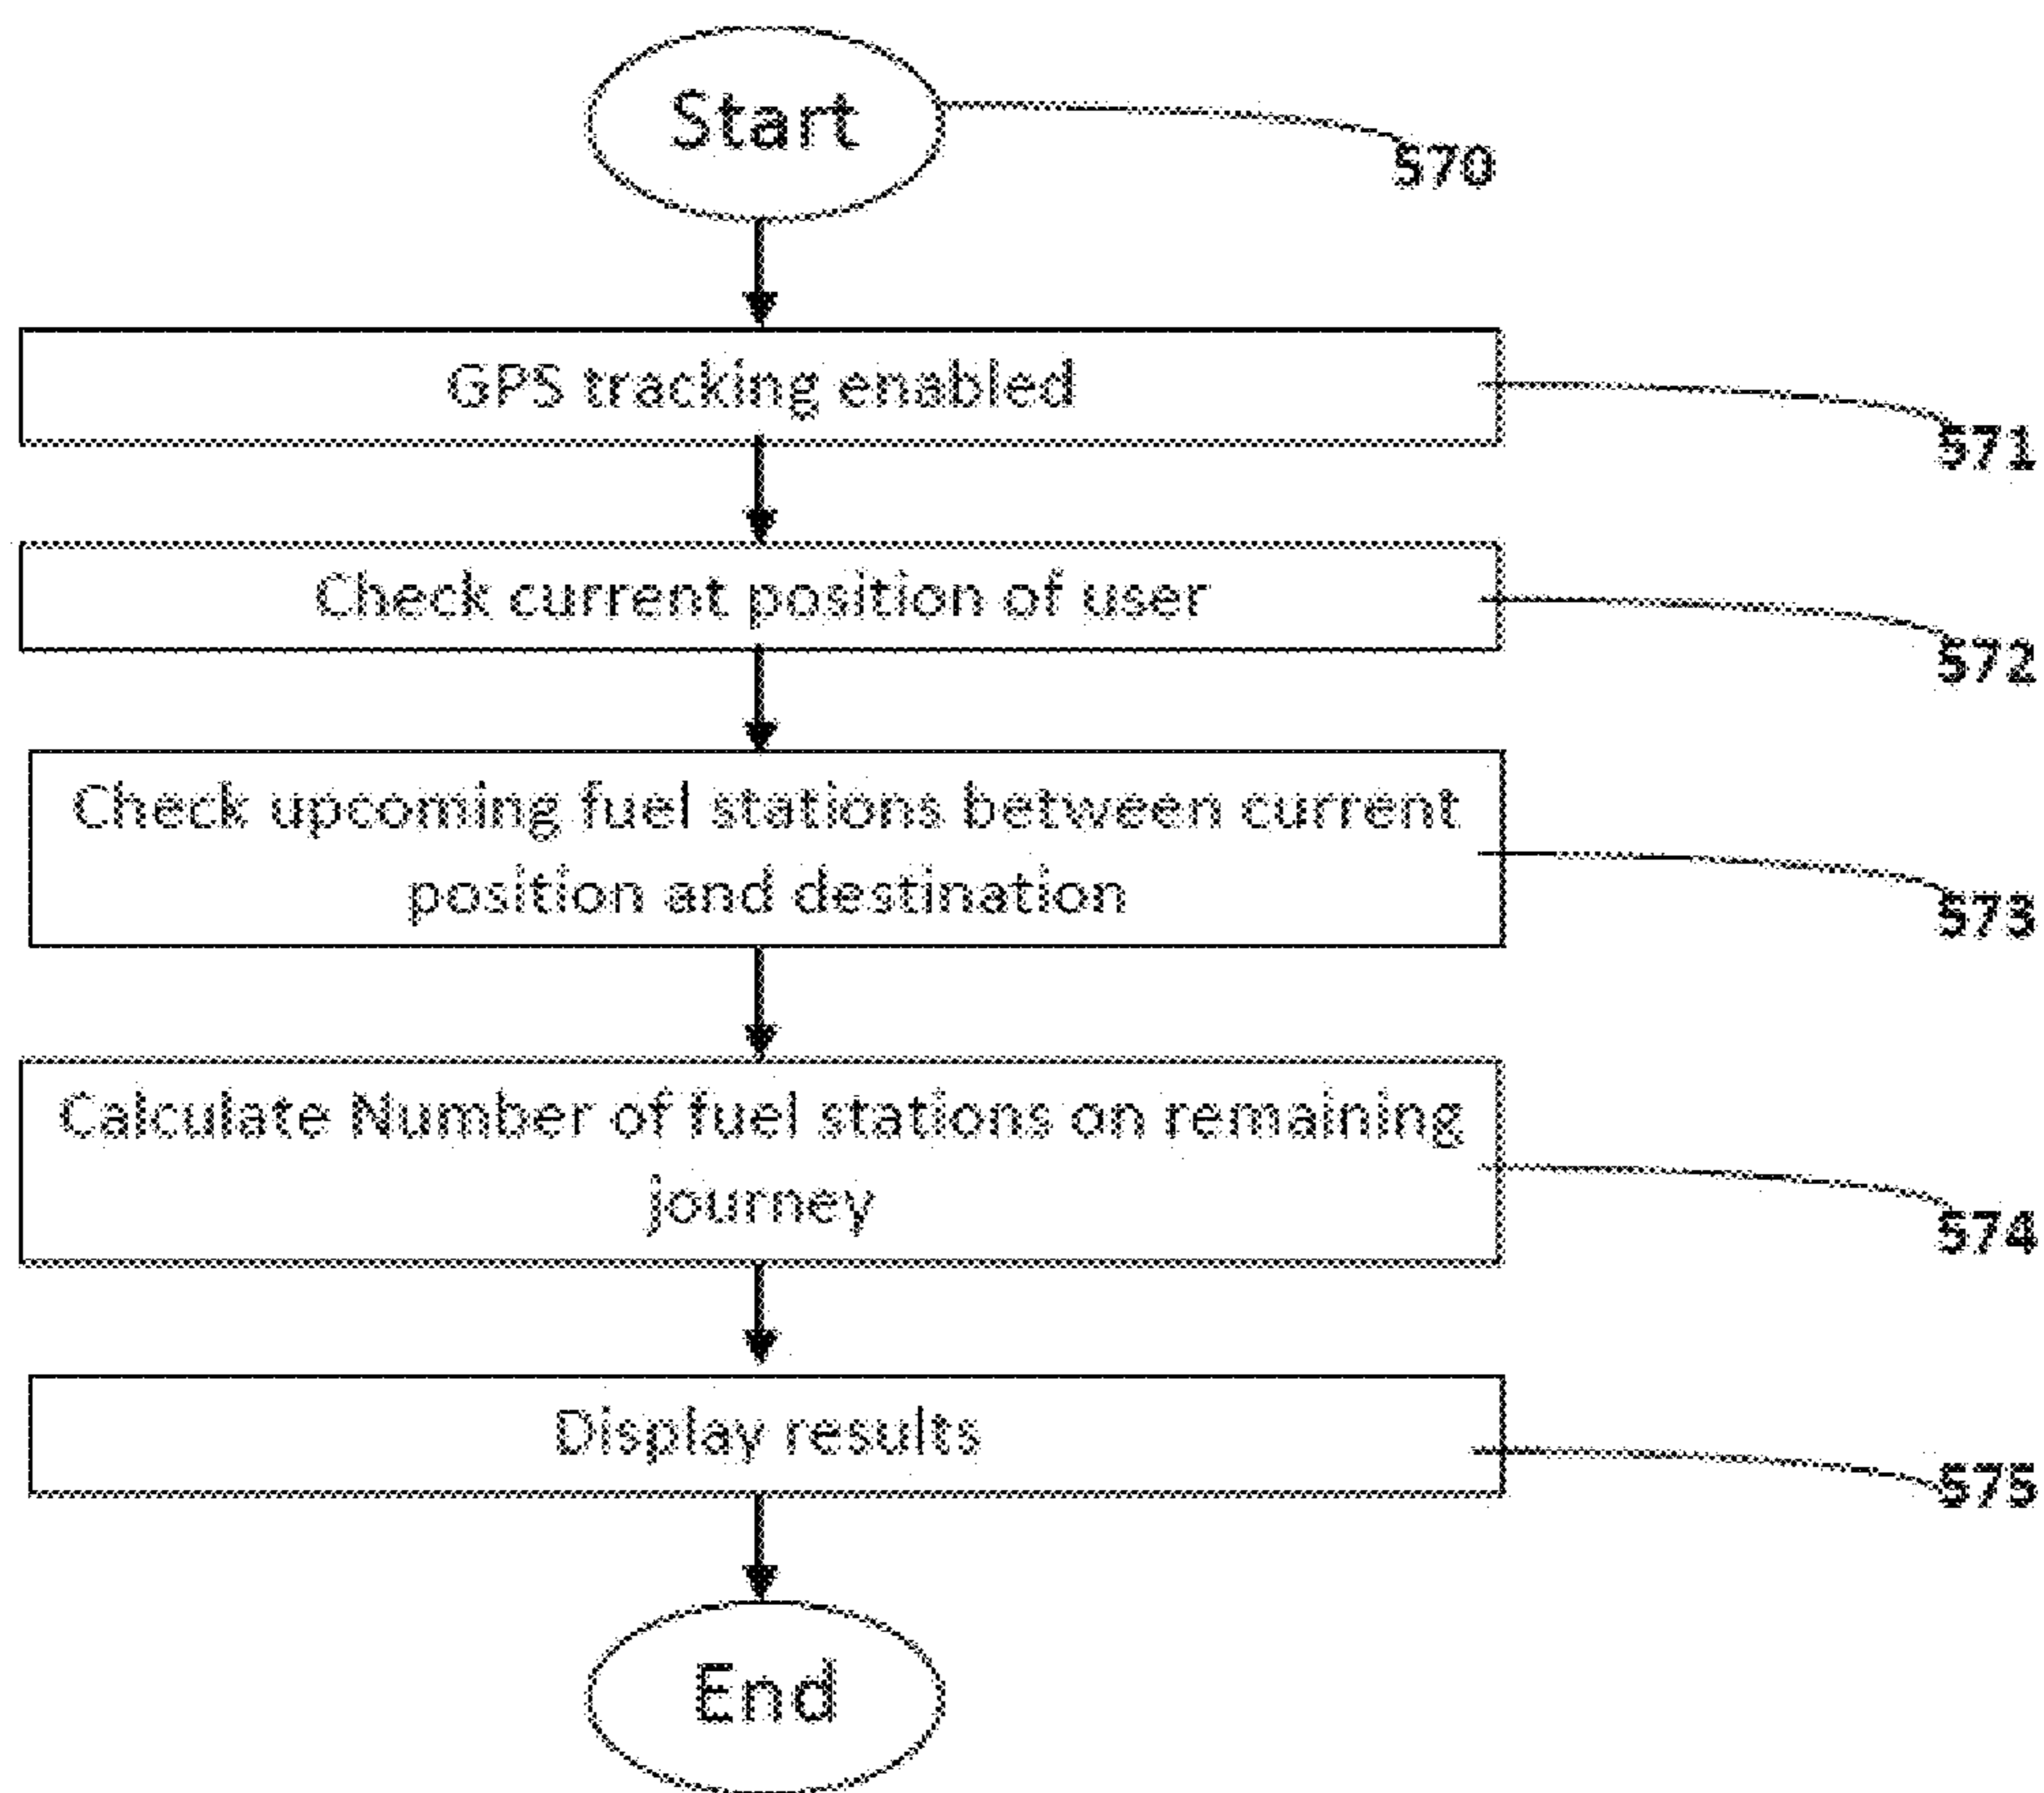 Start
570
GPS tracking enabled
571
Check current position of user
572
Check upcoming fuel stations between current
position and destination
573
Calculate Number of fuel stations on remaining
journey
574
Display results
575
End